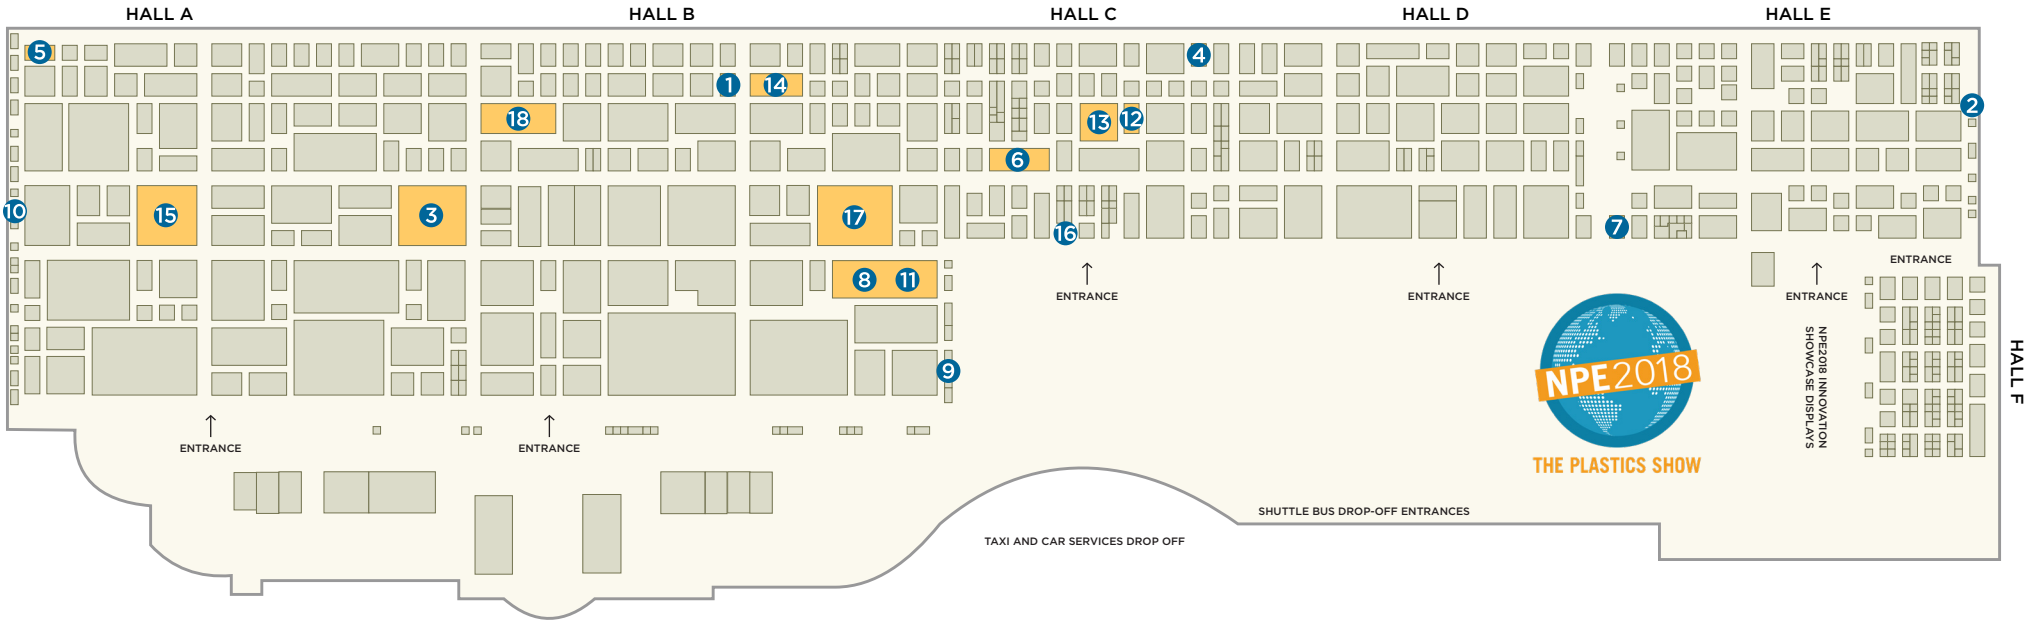 HALL A
HALL B
HALL C
HALL D
HALL E
5
4
1
14
2
18
13
12
6
10
15
3
17
16
7
8
11
ENTRANCE
ENTRANCE
ENTRANCE
ENTRANCE
NPE2018
THE PLASTICS SHOW
NPE2018 INNOVATION
SHOWCASE DISPLAYS
HALL F
9
ENTRANCE
ENTRANCE
SHUTTLE BUS DROP-OFF ENTRANCES
TAXI AND CAR SERVICES DROP OFF